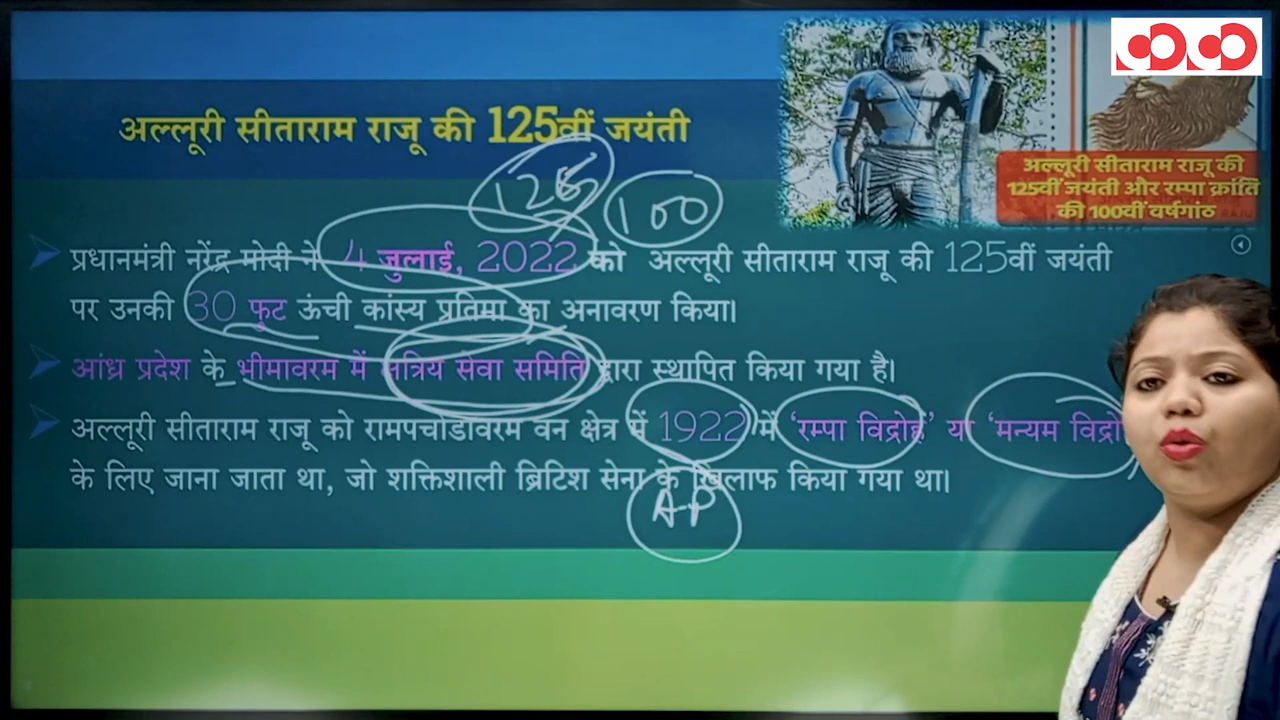 अल्लूरी सीताराम राजू की 125वीं जयंती
अल्लूरी सीताराम राजू की
125वीं जयंती और रम्पा क्रांति
की 100वीं वर्षगांठ
125
100
प्रधानमंत्री नरेंद्र मोदी ने 4 जुलाई, 2022 को अल्लूरी सीताराम राजू की 125वीं जयंती
पर उनकी 30 फुट ऊंची कांस्य प्रतिमा का अनावरण किया।
आंध्र प्रदेश के भीमावरम में क्षत्रिय सेवा समिति द्वारा स्थापित किया गया है।
अल्लूरी सीताराम राजू को रामपचोडावरम वन क्षेत्र में 1922 में 'रम्पा विद्रोह' या 'मन्यम विद्रो
के लिए जाना जाता था, जो शक्तिशाली ब्रिटिश सेना के खिलाफ किया गया था।
A·P